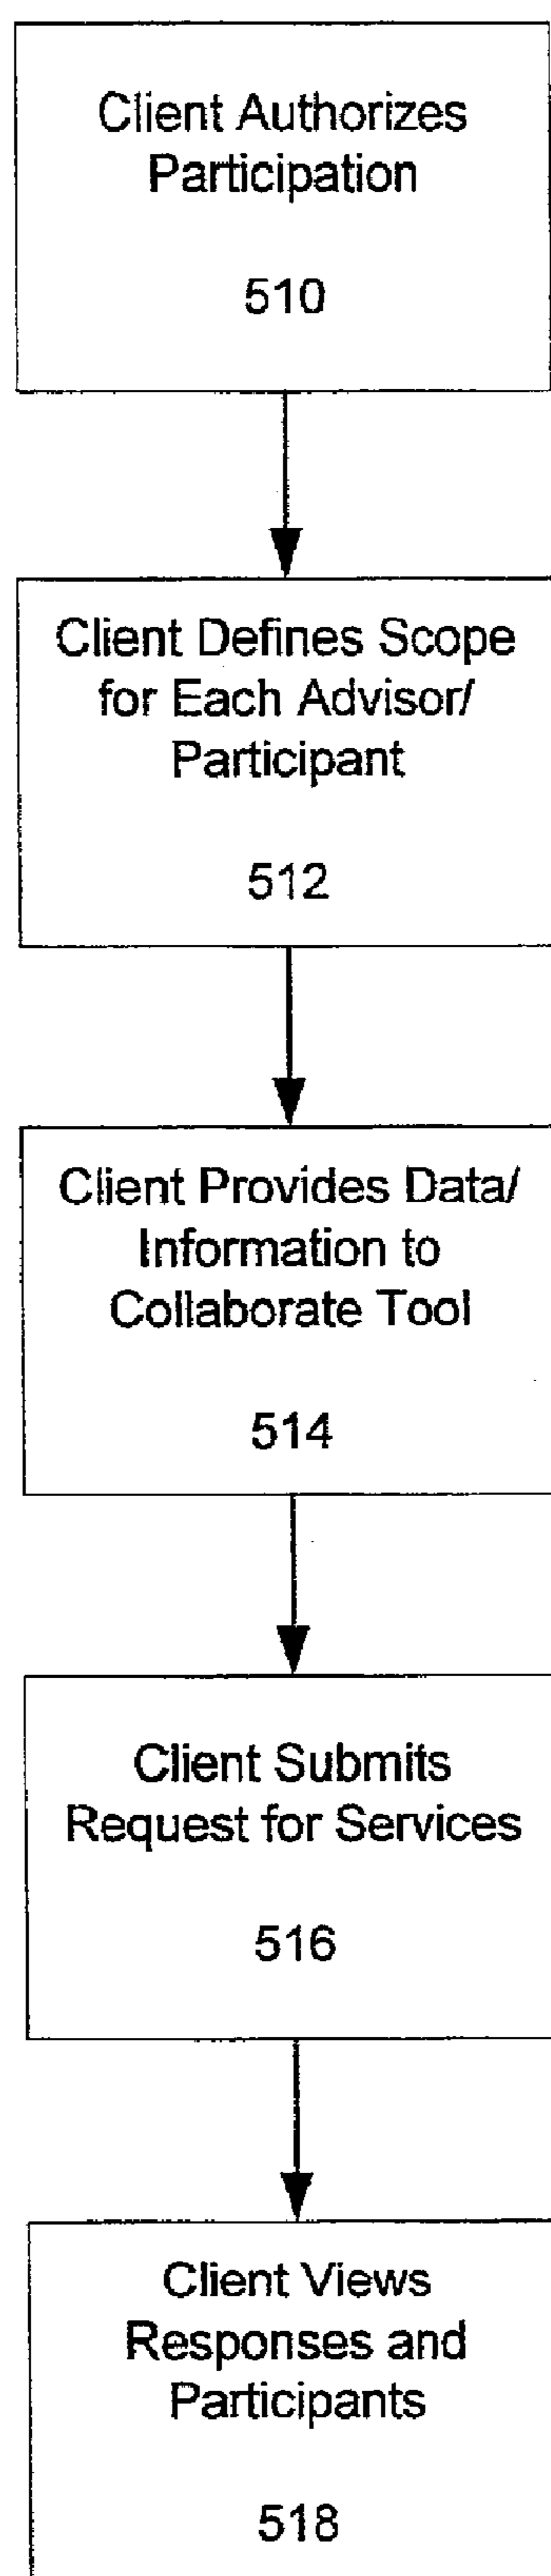 Client Authorizes
Participation
510
Client Defines Scope
for Each Advisor/
Participant
512
Client Provides Data/
Information to
Collaborate Tool
514
Client Submits
Request for Services
516
Client Views
Responses and
Participants
518